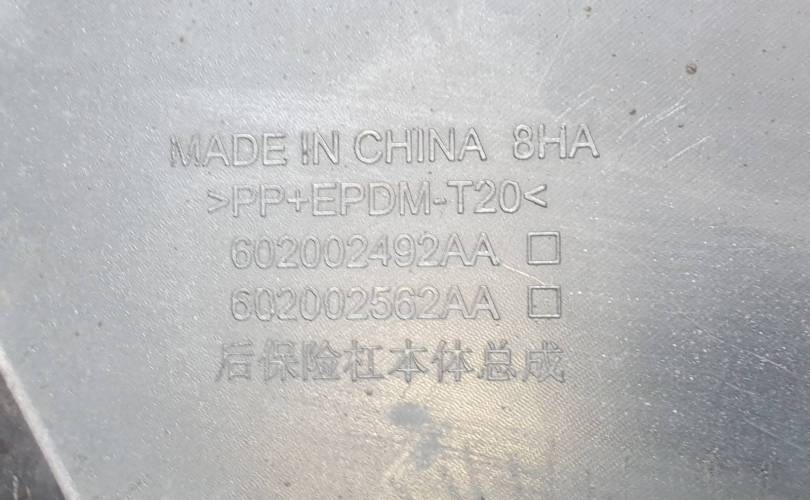 MADE IN CHINA 8HA
>PP+EPDM-T20<
602002492AA □
602002562AA □
后保险杠本体总成